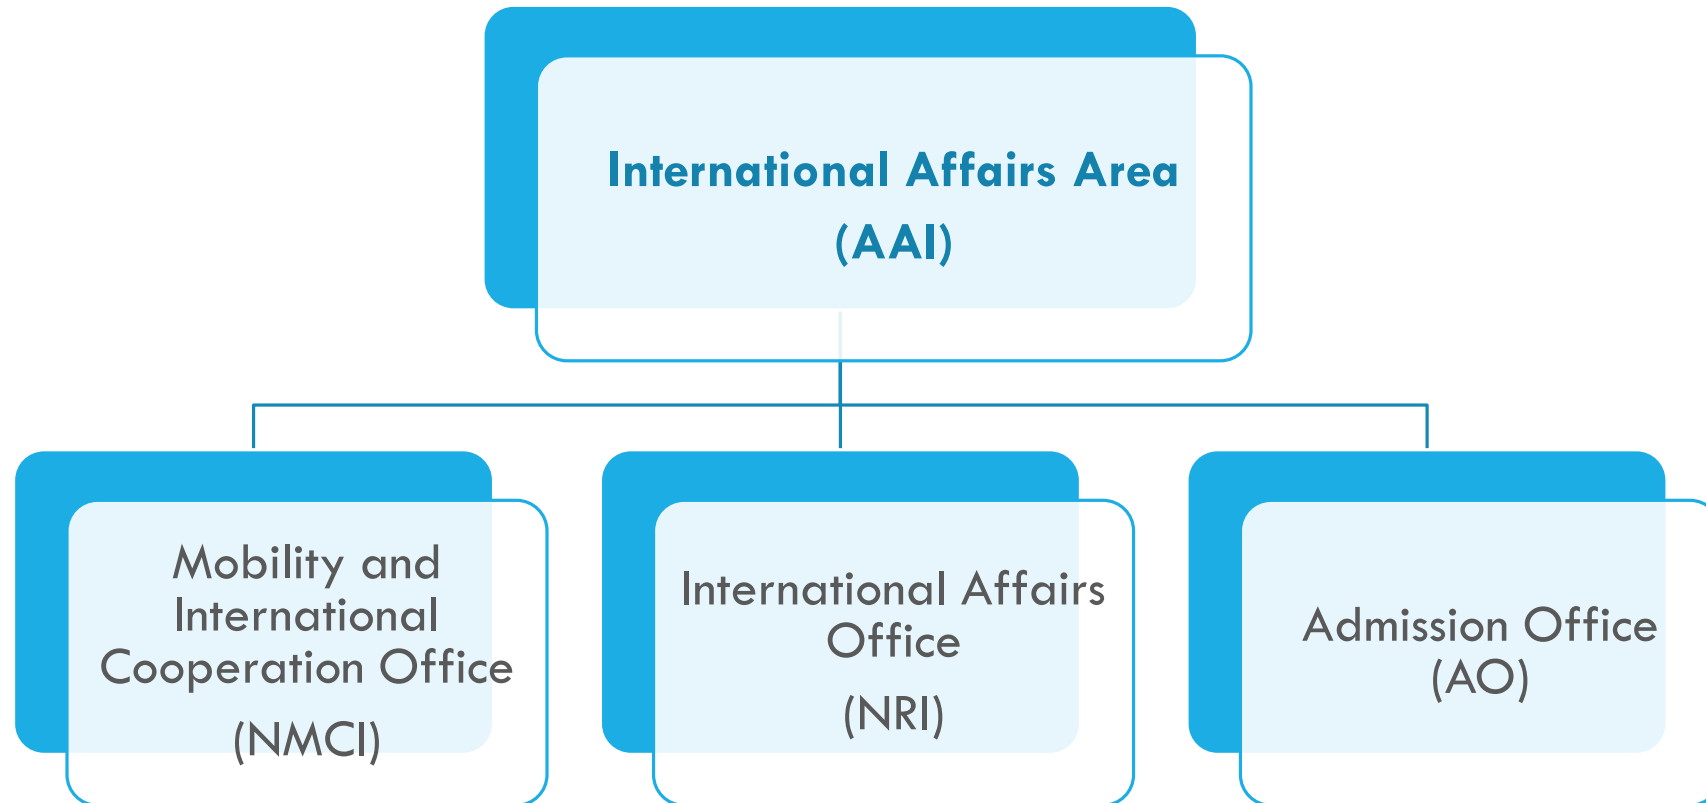 International Affairs Area
(AAI)
Mobility and
International
Cooperation Office
(NMCI)
International Affairs
Office
(NRI)
Admission Office
(AO)